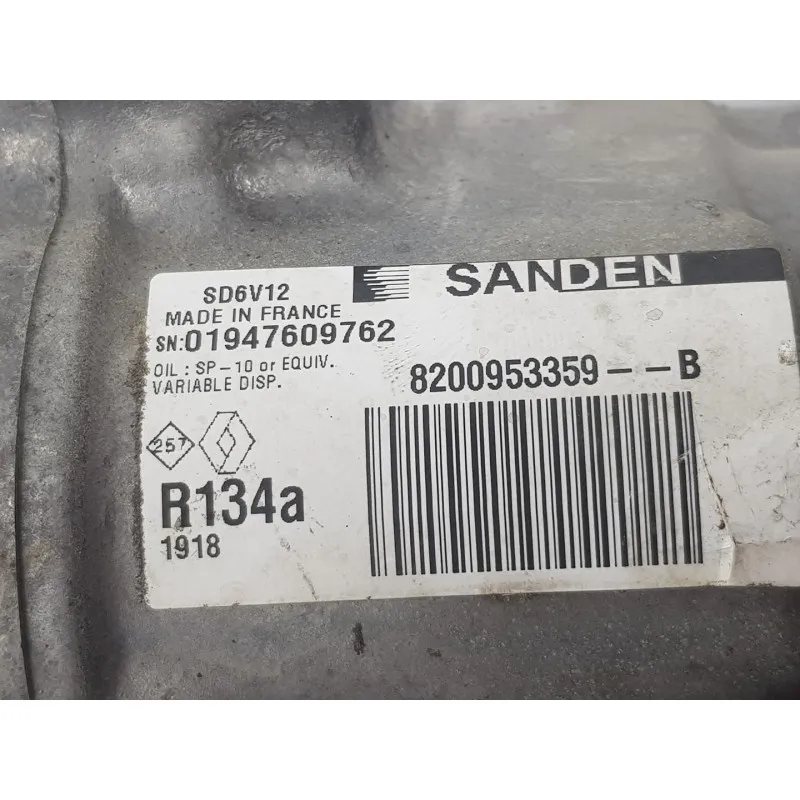 SANDEN
SD6V12
MADE IN FRANCE
SN:01947609762
OIL : SP-10 or EQUIV.
VARIABLE DISP.
8200953359 - - B
257
R134a
1918